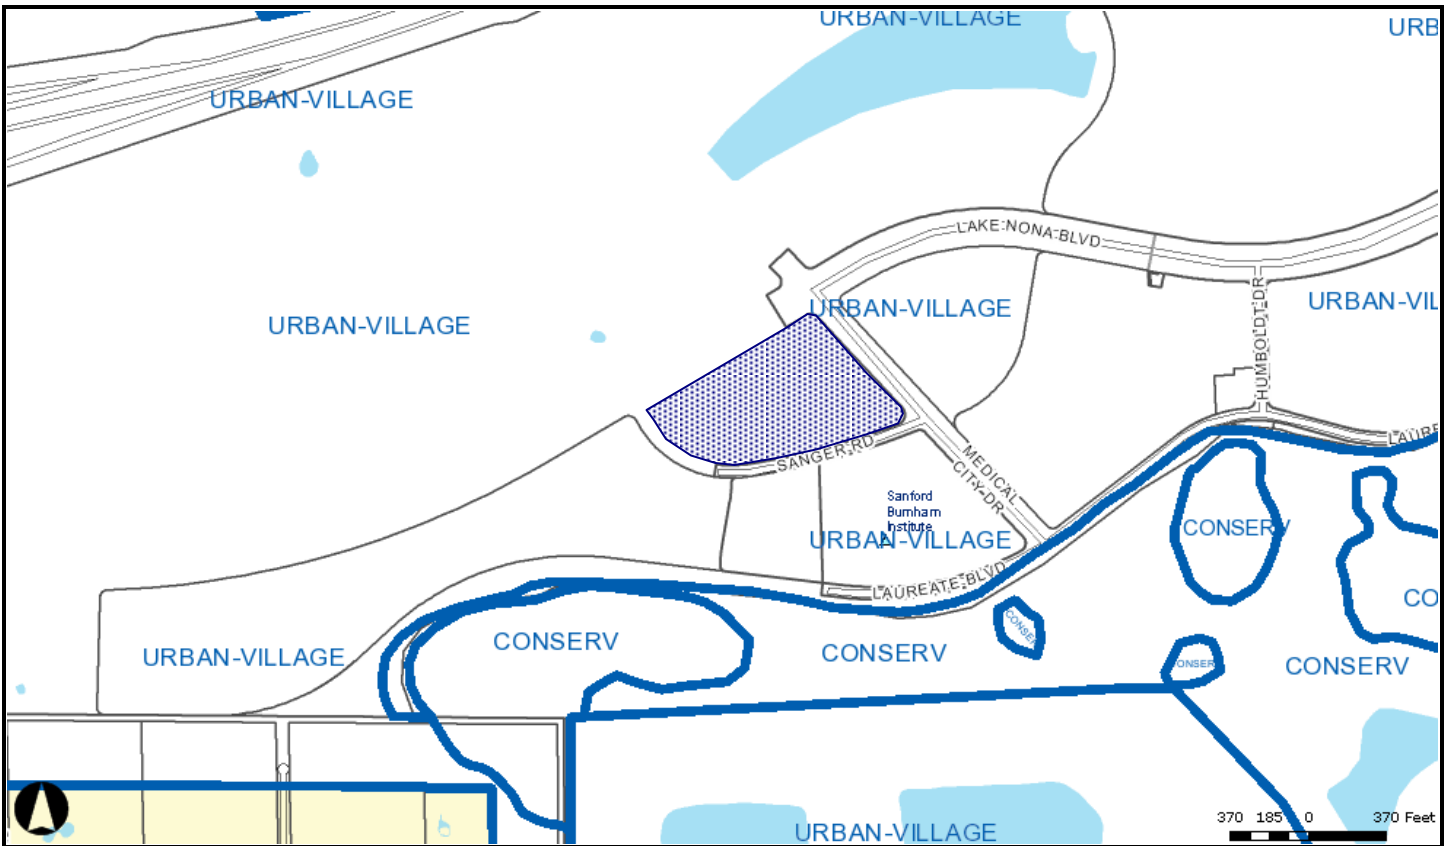 URBAN-VILLAGE
URB
URBAN-VILLAGE
LAKE NONA BLVD
URBAN-VILLAGE
URBAN-VIL
HUMBOLDT DR
URBAN-VILLAGE
SANGER RD
MEDICAL
CITY DR
LAURE
Sanford
Burnham
Institute
URBAN-VILLAGE
CONSERV
LAUREATE BLVD
CO
CONSERV
CONSER
CONSERV
URBAN-VILLAGE
ONSER
CONSERV
370 185 0 370 Feet
URBAN-VILLAGE